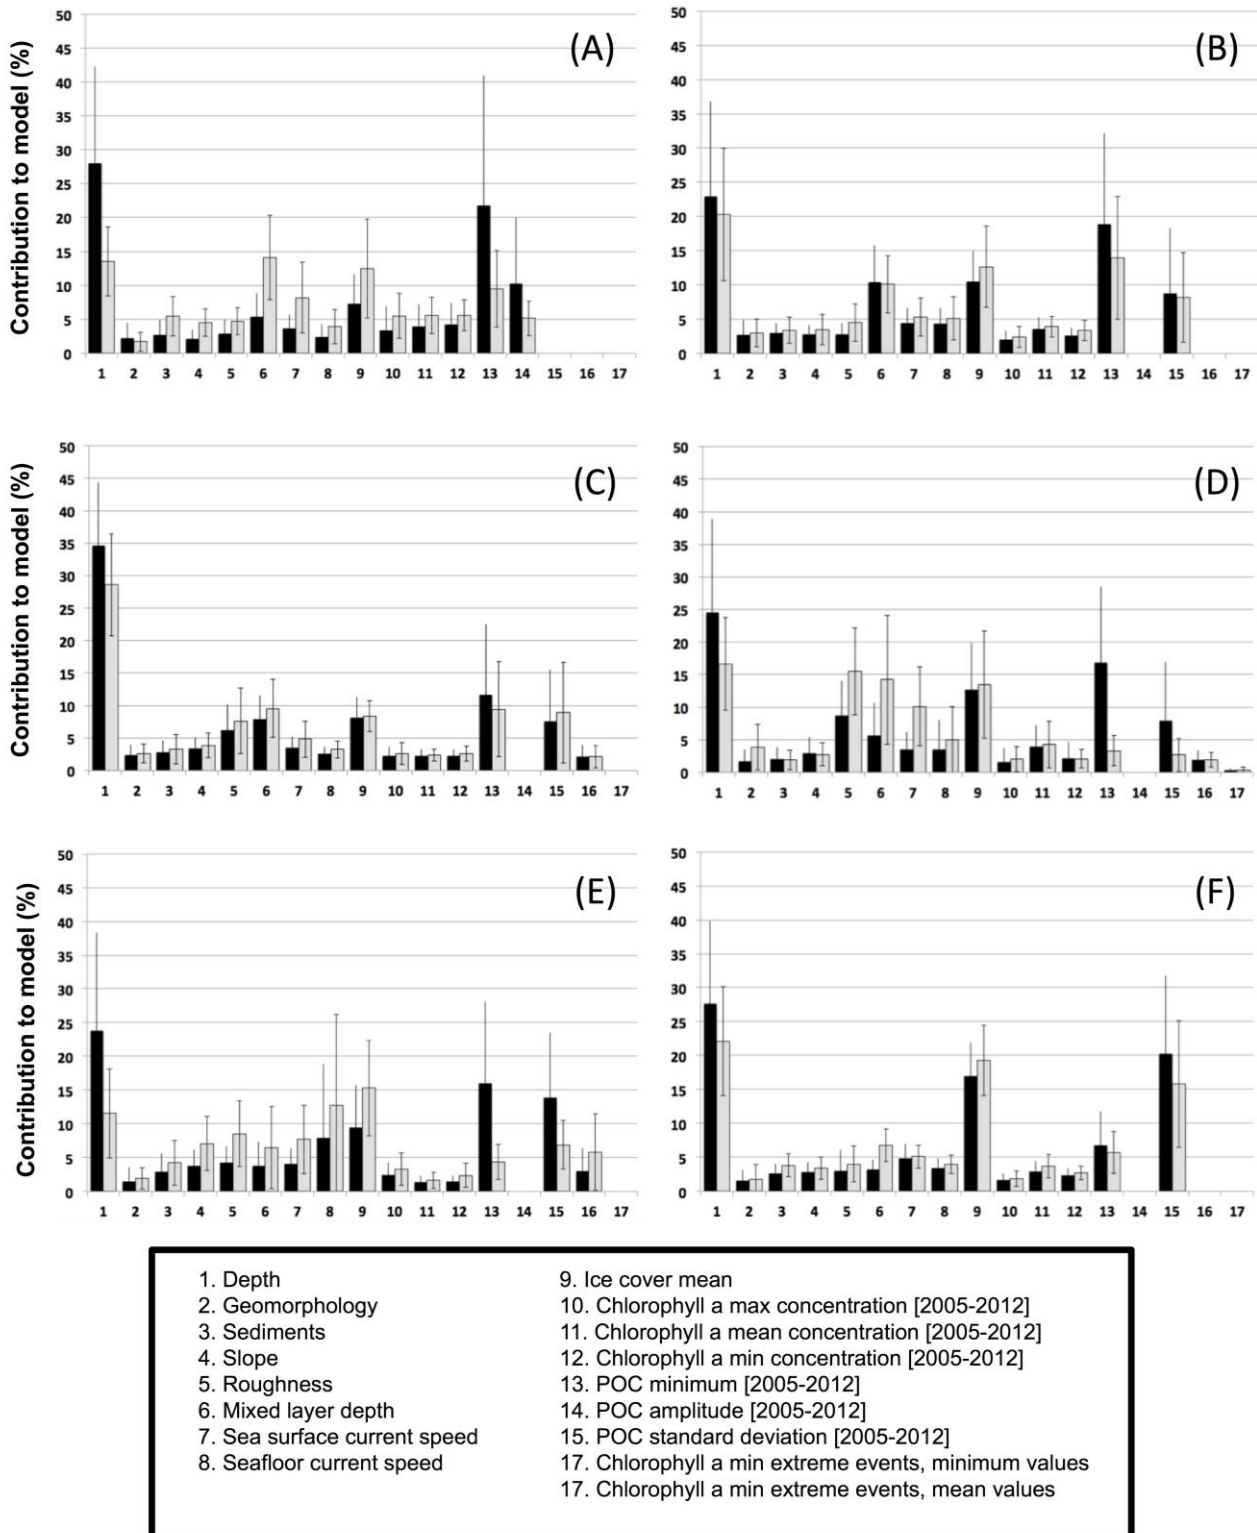 Contribution to model (%)
(A)
50
45
40
35
30
25
20
15
10
5
0
1 2 3 4 5 6 7 8 9 10 11 12 13 14 15 16 17
(B)
50
45
40
35
30
25
20
15
10
5
0
1 2 3 4 5 6 7 8 9 10 11 12 13 14 15 16 17
Contribution to model (%)
(C)
50
45
40
35
30
25
20
15
10
5
0
1 2 3 4 5 6 7 8 9 10 11 12 13 14 15 16 17
(D)
50
45
40
35
30
25
20
15
10
5
0
1 2 3 4 5 6 7 8 9 10 11 12 13 14 15 16 17
Contribution to model (%)
(E)
50
45
40
35
30
25
20
15
10
5
0
1 2 3 4 5 6 7 8 9 10 11 12 13 14 15 16 17
(F)
50
45
40
35
30
25
20
15
10
5
0
1 2 3 4 5 6 7 8 9 10 11 12 13 14 15 16 17
1. Depth
2. Geomorphology
3. Sediments
4. Slope
5. Roughness
6. Mixed layer depth
7. Sea surface current speed
8. Seafloor current speed
9. Ice cover mean
10. Chlorophyll a max concentration [2005-2012]
11. Chlorophyll a mean concentration [2005-2012]
12. Chlorophyll a min concentration [2005-2012]
13. POC minimum [2005-2012]
14. POC amplitude [2005-2012]
15. POC standard deviation [2005-2012]
17. Chlorophyll a min extreme events, minimum values
17. Chlorophyll a min extreme events, mean values